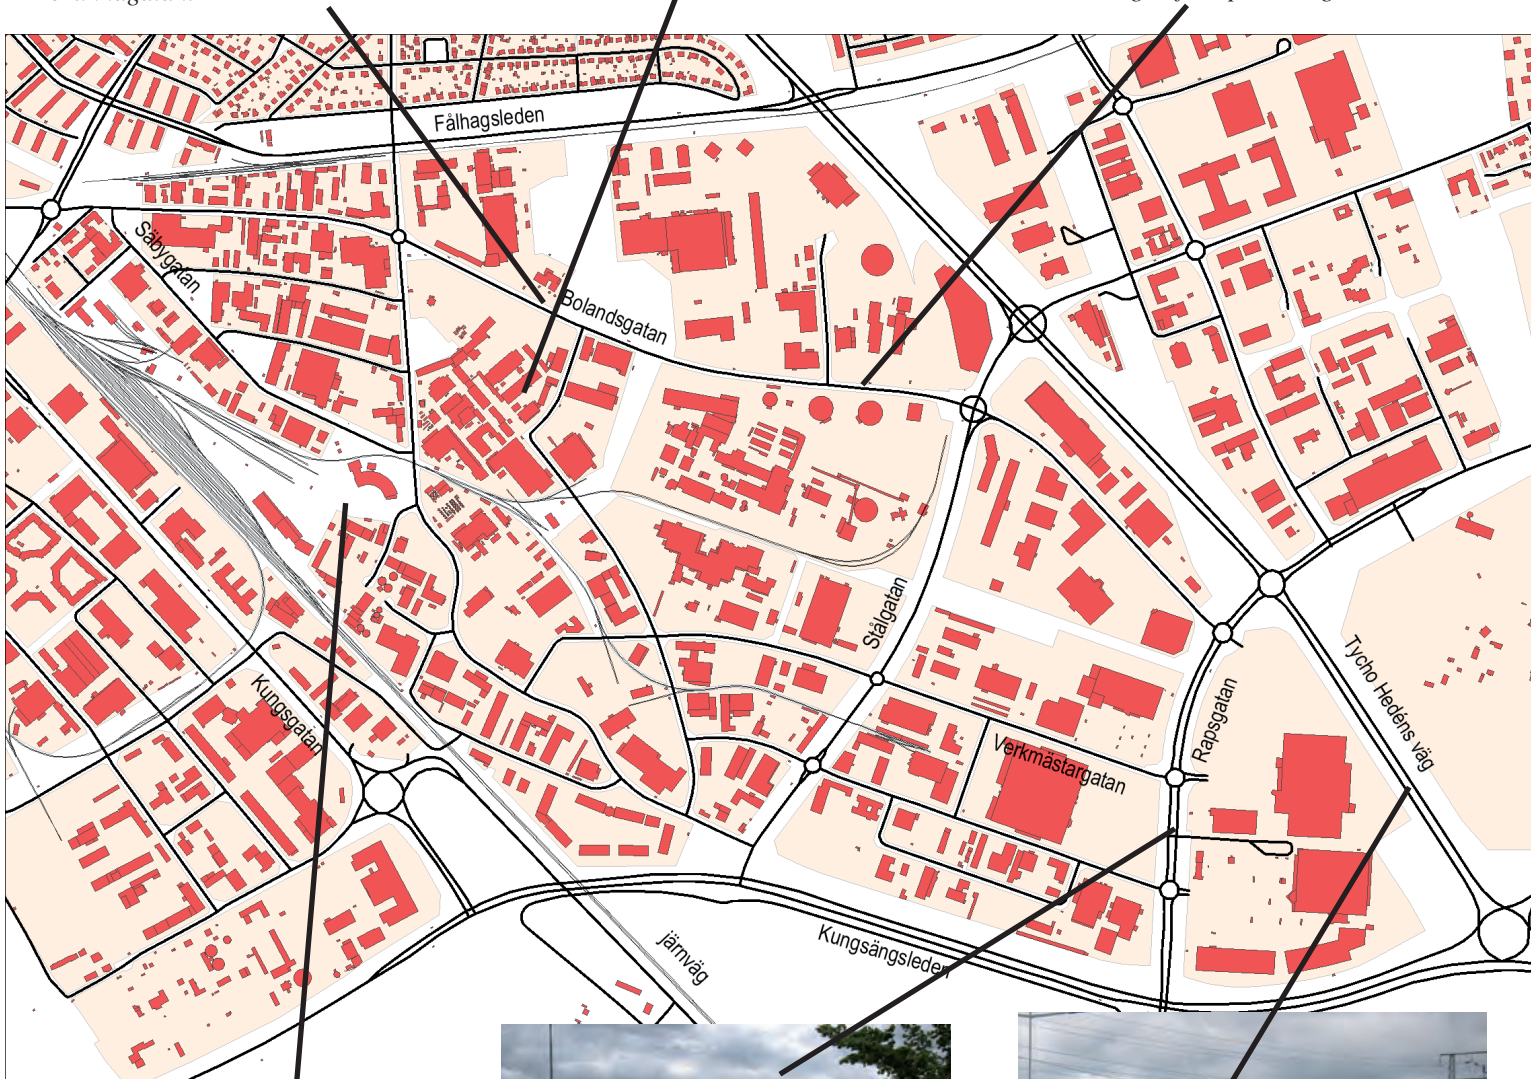 Fålhagsleden
Säbygatan
Bolandsgatan
Stålgatan
Tycho Hedéns väg
Rapsgatan
Kungsgatan
Verkmästargatan
Kungsängsleden
järnväg